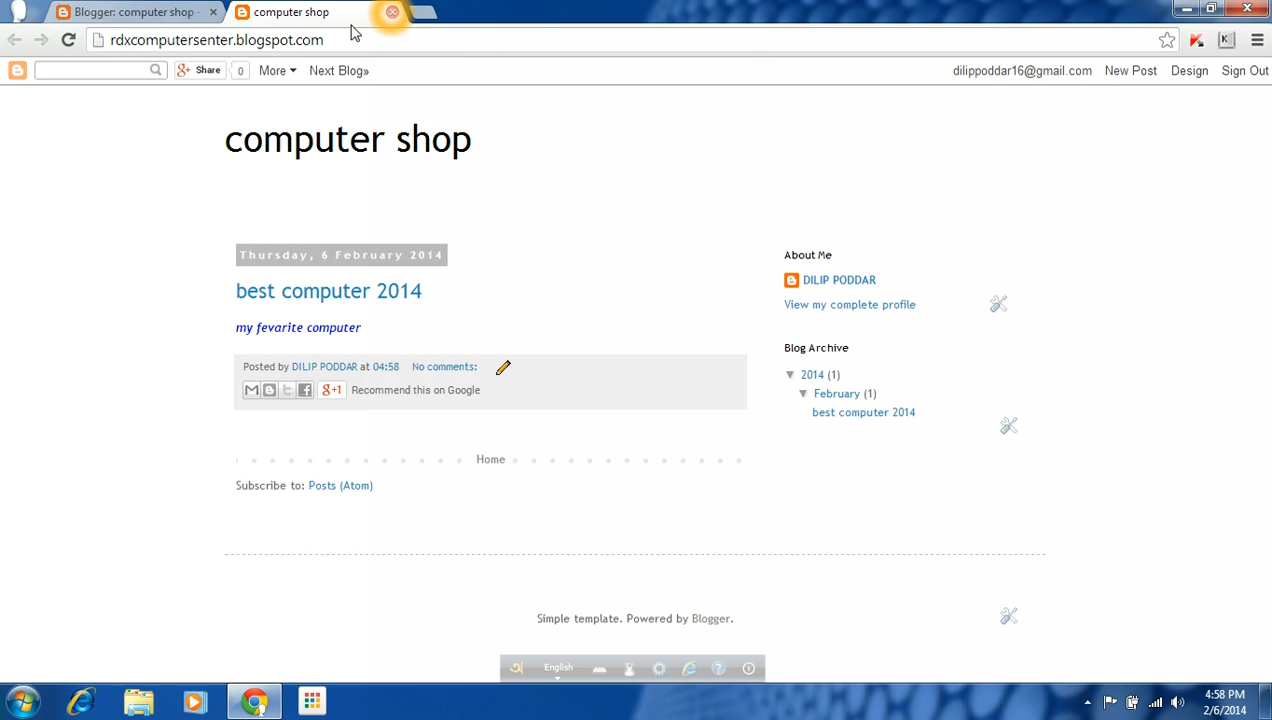 Blogger: computer shop -
computer shop
rdxcomputersenter.blogspot.com
K
Share
0
More
Next Blog»
dilippoddar16@gmail.com
New Post
Design
Sign Out
computer shop
Thursday, 6 February 2014
best computer 2014
my fevarite computer
Posted by DILIP PODDAR at 04:58 No comments:
+1 Recommend this on Google
Home
Subscribe to: Posts (Atom)
About Me
DILIP PODDAR
View my complete profile
Blog Archive
▼ 2014 (1)
▼ February (1)
best computer 2014
Simple template. Powered by Blogger.
অ English
4:58 PM
2/6/2014